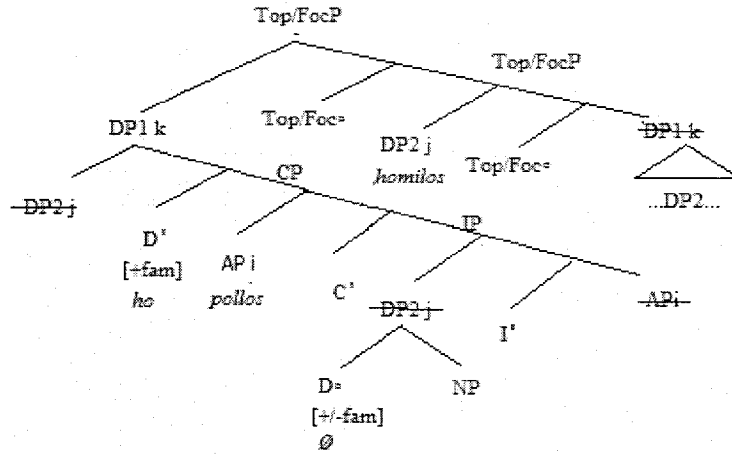 Top/FocP
Top/FocP
DP1 k
Top/Foc°
DP2 j
homilos
Top/Foc°
DP1 k
CP
DP2 j
...DP2...
D°
[+fam]
ho
AP i
pollos
IP
C°
DP2 j
I°
APi
D°
[+/-fam]
Ø
NP